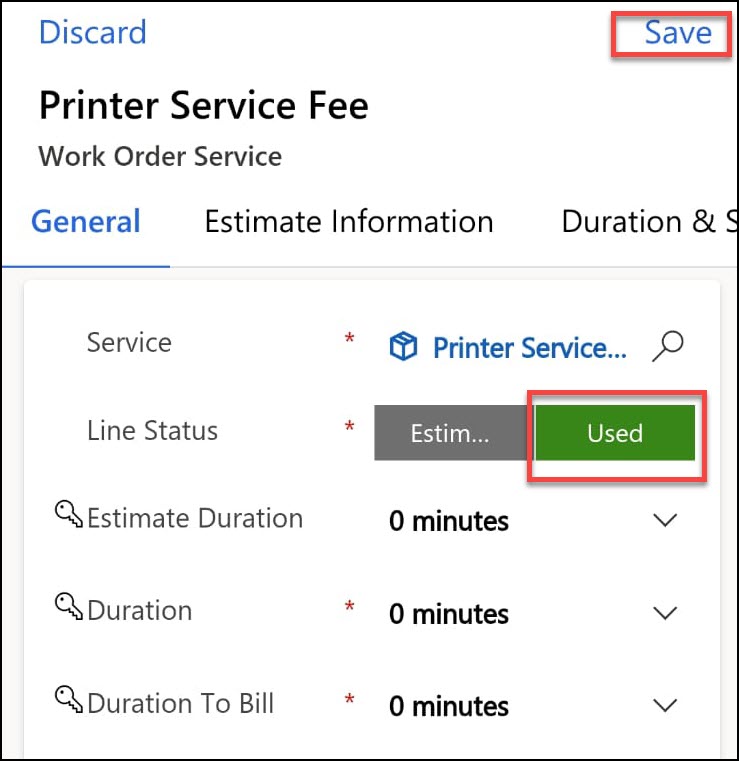 Discard Save
Printer Service Fee
Work Order Service
General Estimate Information Duration & S
Service * Printer Service...
Line Status * Estim... Used
Estimate Duration 0 minutes
Duration * 0 minutes
Duration To Bill * 0 minutes